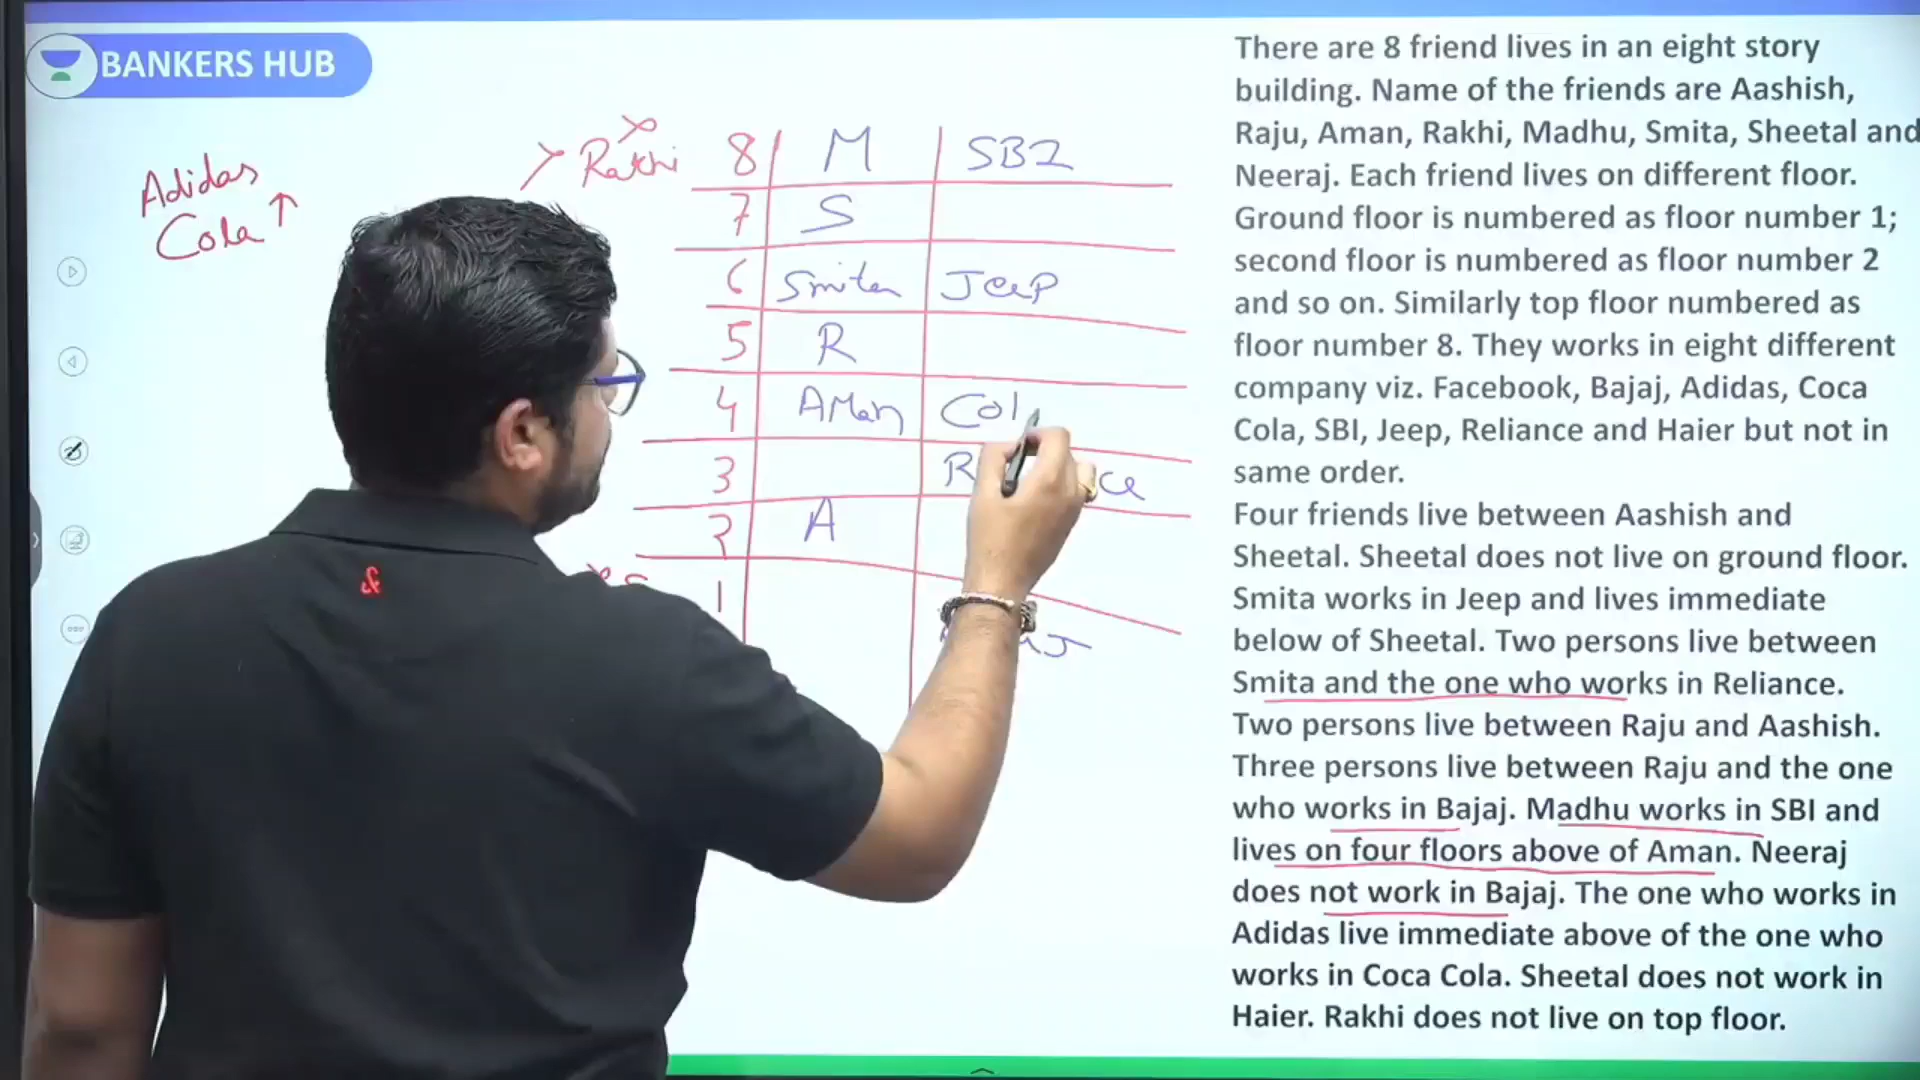 BANKERS HUB
Adidas
Cola ↑
Rakhi
8 M SBI
7 S
6 Smita Jeep
5 R
4 AMan Col
3
2 A
1
There are 8 friend lives in an eight story
building. Name of the friends are Aashish,
Raju, Aman, Rakhi, Madhu, Smita, Sheetal and
Neeraj. Each friend lives on different floor.
Ground floor is numbered as floor number 1;
second floor is numbered as floor number 2
and so on. Similarly top floor numbered as
floor number 8. They works in eight different
company viz. Facebook, Bajaj, Adidas, Coca
Cola, SBI, Jeep, Reliance and Haier but not in
same order.
Four friends live between Aashish and
Sheetal. Sheetal does not live on ground floor.
Smita works in Jeep and lives immediate
below of Sheetal. Two persons live between
Smita and the one who works in Reliance.
Two persons live between Raju and Aashish.
Three persons live between Raju and the one
who works in Bajaj. Madhu works in SBI and
lives on four floors above of Aman. Neeraj
does not work in Bajaj. The one who works in
Adidas live immediate above of the one who
works in Coca Cola. Sheetal does not work in
Haier. Rakhi does not live on top floor.